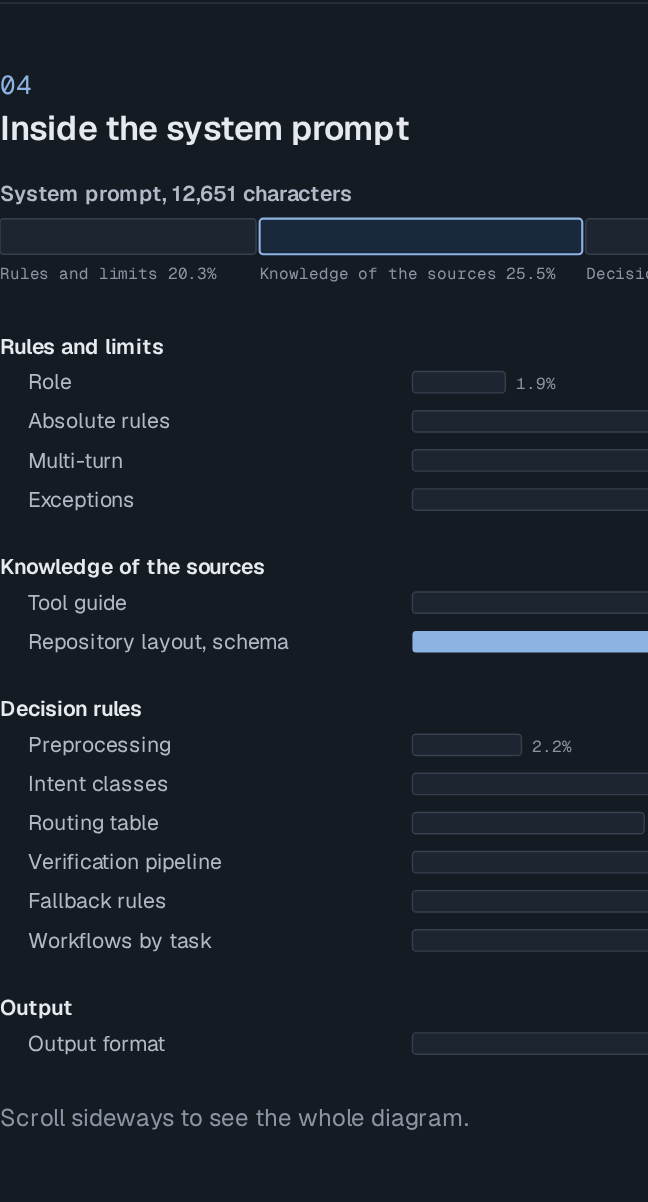 04
Inside the system prompt
System prompt, 12,651 characters
Rules and limits 20.3% Knowledge of the sources 25.5%
Rules and limits
Role 1.9%
Absolute rules
Multi-turn
Exceptions
Knowledge of the sources
Tool guide
Repository layout, schema
Decision rules
Preprocessing 2.2%
Intent classes
Routing table
Verification pipeline
Fallback rules
Workflows by task
Output
Output format
Scroll sideways to see the whole diagram.